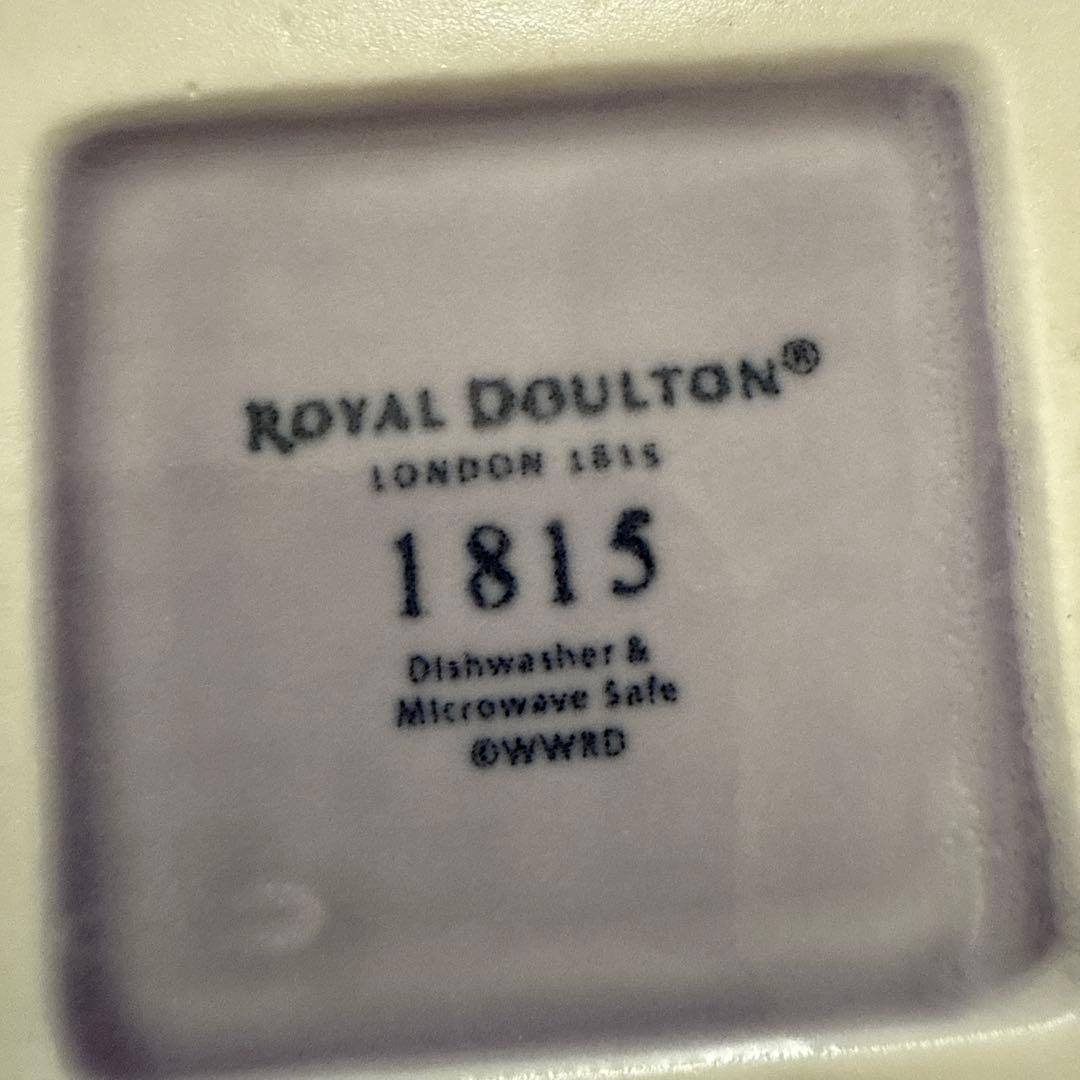 ROYAL DOULTON®
LONDON 1815
1815
Dishwasher &
Microwave Safe
©WWRD